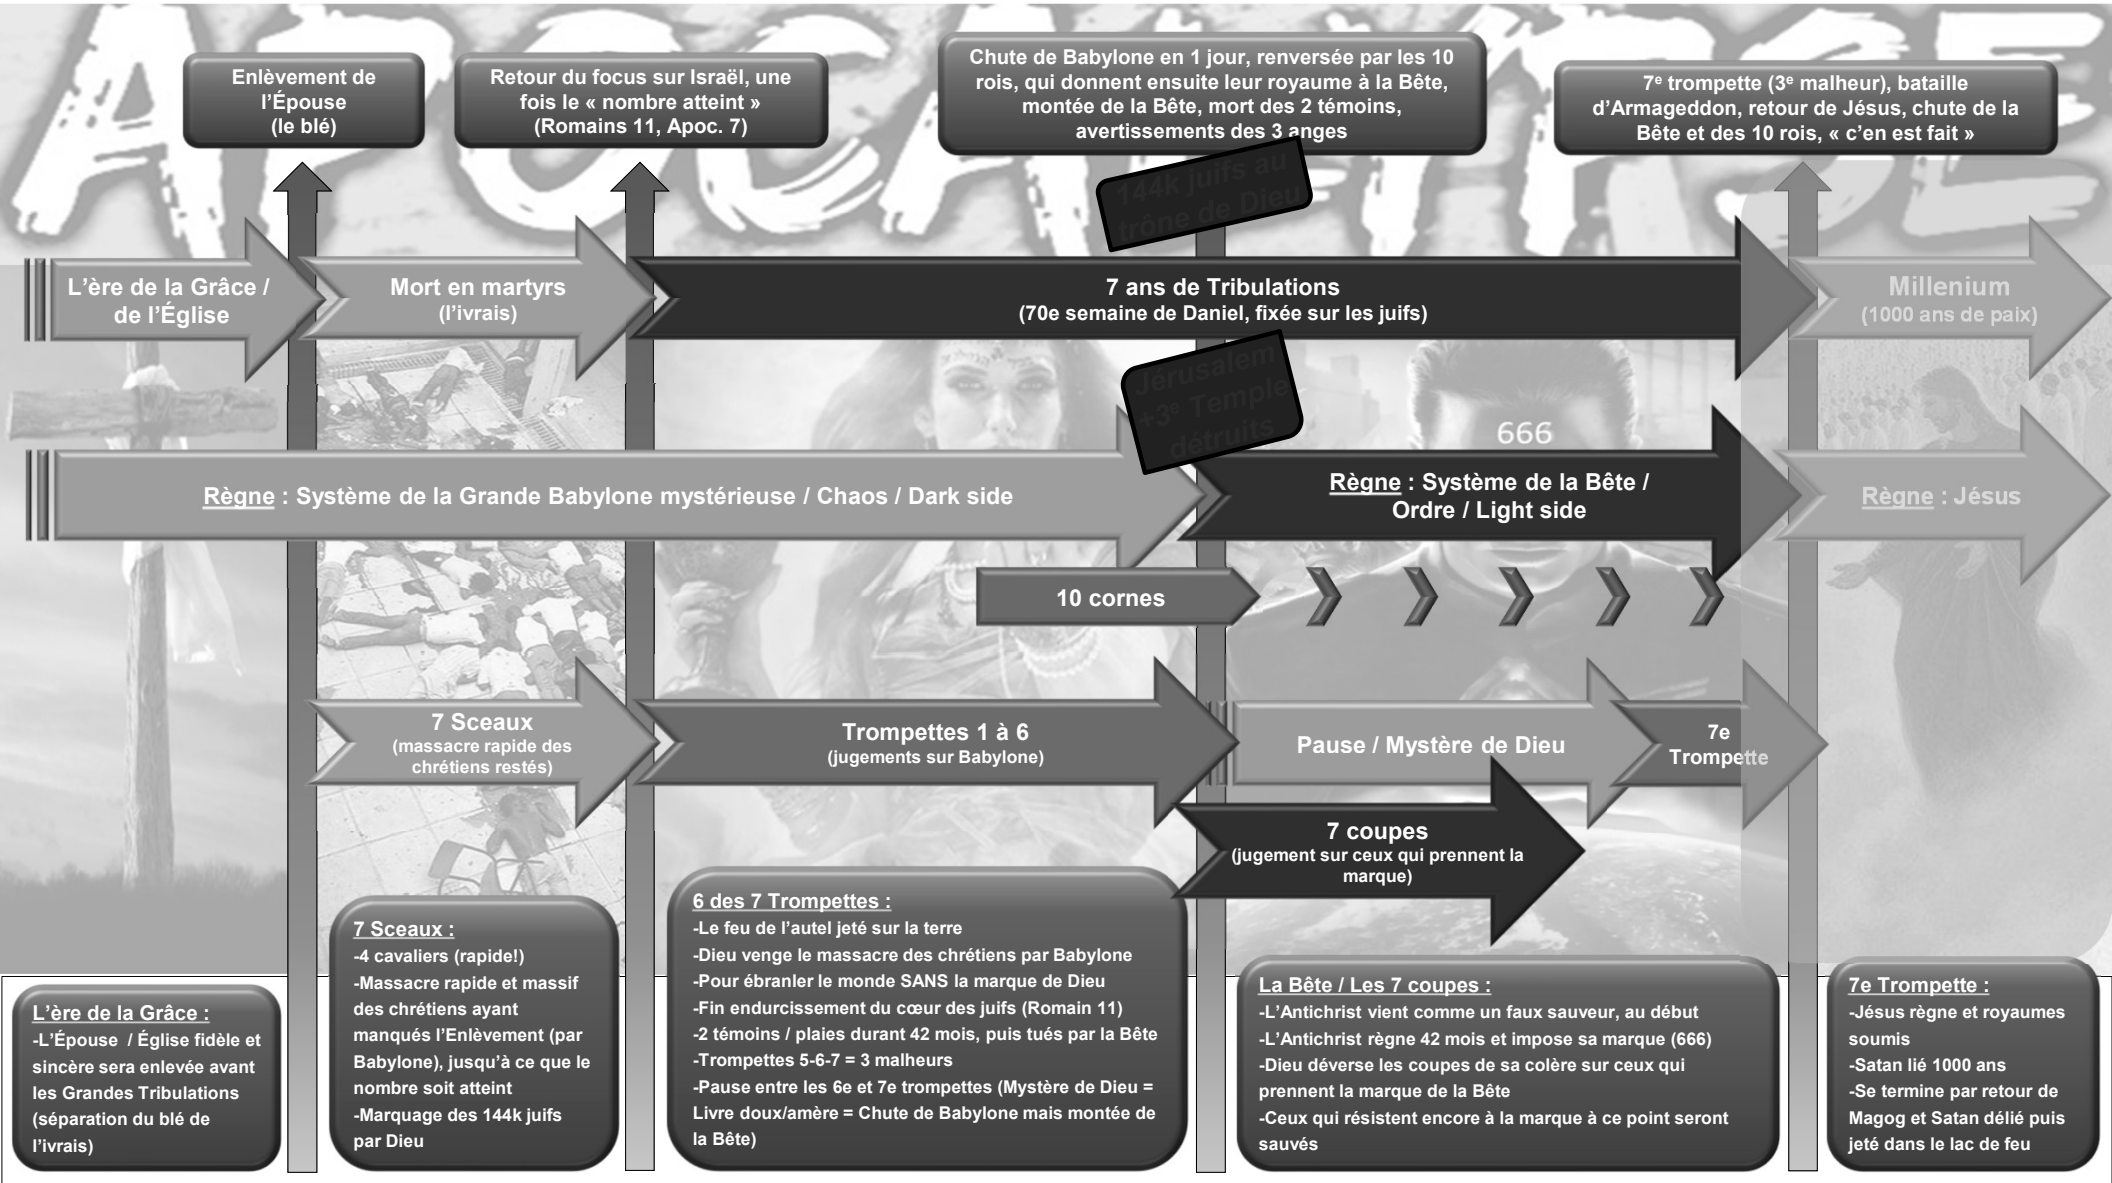 APOCALYPSE
Enlèvement de
l'Épouse
(le blé)
Retour du focus sur Israël, une
fois le « nombre atteint »
(Romains 11, Apoc. 7)
Chute de Babylone en 1 jour, renversée par les 10
rois, qui donnent ensuite leur royaume à la Bête,
montée de la Bête, mort des 2 témoins,
avertissements des 3 anges
7e trompette (3e malheur), bataille
d'Armageddon, retour de Jésus, chute de la
Bête et des 10 rois, « c'en est fait »
144k juifs au
trône de Dieu
L'ère de la Grâce /
de l'Église
Mort en martyrs
(l'ivrais)
7 ans de Tribulations
(70e semaine de Daniel, fixée sur les juifs)
Millenium
(1000 ans de paix)
Jérusalem
+3e Temple
détruits
666
Règne : Système de la Grande Babylone mystérieuse / Chaos / Dark side
Règne : Système de la Bête /
Ordre / Light side
Règne : Jésus
10 cornes
7 Sceaux
(massacre rapide des
chrétiens restés)
Trompettes 1 à 6
(jugements sur Babylone)
Pause / Mystère de Dieu
7e
Trompette
7 coupes
(jugement sur ceux qui prennent la
marque)
L'ère de la Grâce :
-L'Épouse / Église fidèle et
sincère sera enlevée avant
les Grandes Tribulations
(séparation du blé de
l'ivrais)
7 Sceaux :
-4 cavaliers (rapide!)
-Massacre rapide et massif
des chrétiens ayant
manqués l'Enlèvement (par
Babylone), jusqu'à ce que le
nombre soit atteint
-Marquage des 144k juifs
par Dieu
6 des 7 Trompettes :
-Le feu de l'autel jeté sur la terre
-Dieu venge le massacre des chrétiens par Babylone
-Pour ébranler le monde SANS la marque de Dieu
-Fin endurcissement du cœur des juifs (Romain 11)
-2 témoins / plaies durant 42 mois, puis tués par la Bête
-Trompettes 5-6-7 = 3 malheurs
-Pause entre les 6e et 7e trompettes (Mystère de Dieu =
Livre doux/amère = Chute de Babylone mais montée de
la Bête)
La Bête / Les 7 coupes :
-L'Antichrist vient comme un faux sauveur, au début
-L'Antichrist règne 42 mois et impose sa marque (666)
-Dieu déverse les coupes de sa colère sur ceux qui
prennent la marque de la Bête
-Ceux qui résistent encore à la marque à ce point seront
sauvés
7e Trompette :
-Jésus règne et royaumes
soumis
-Satan lié 1000 ans
-Se termine par retour de
Magog et Satan délié puis
jeté dans le lac de feu